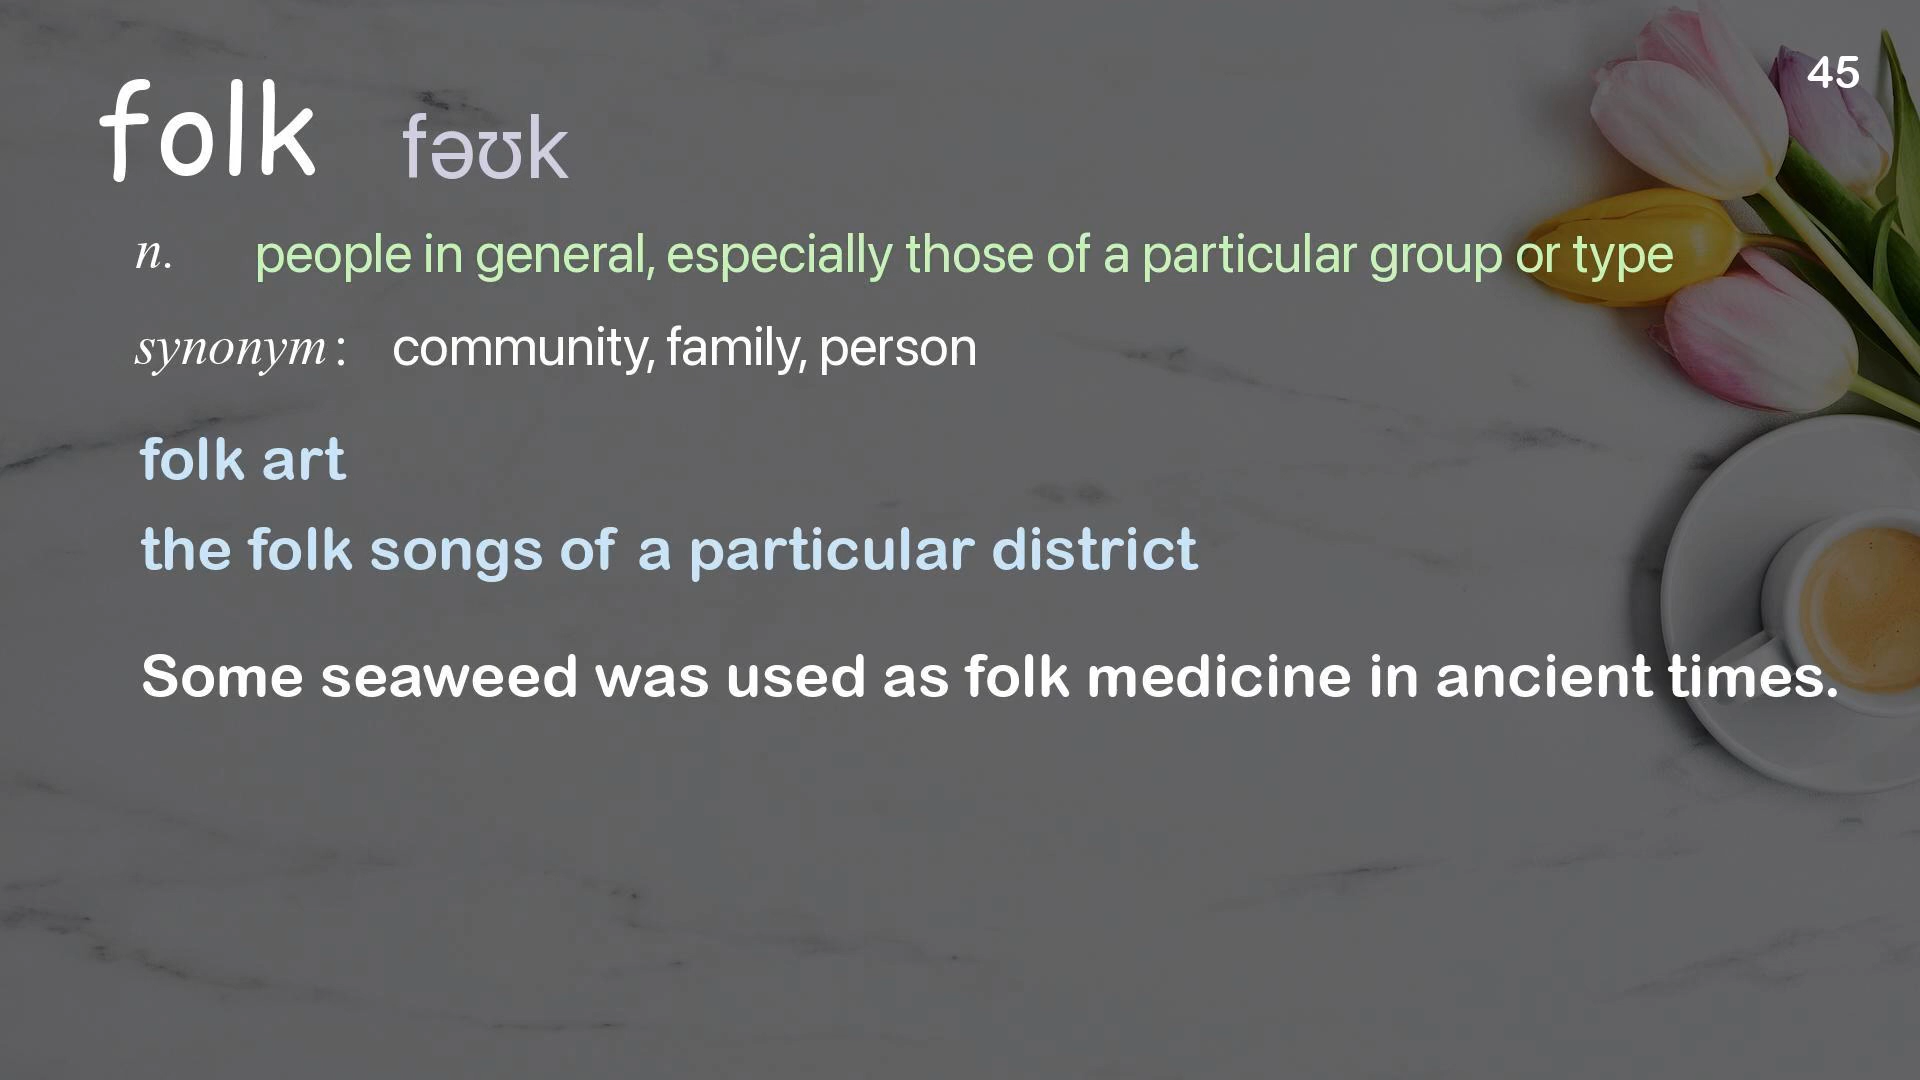 45
folk fəʊk
n. people in general, especially those of a particular group or type
synonym: community, family, person
folk art
the folk songs of a particular district
Some seaweed was used as folk medicine in ancient times.